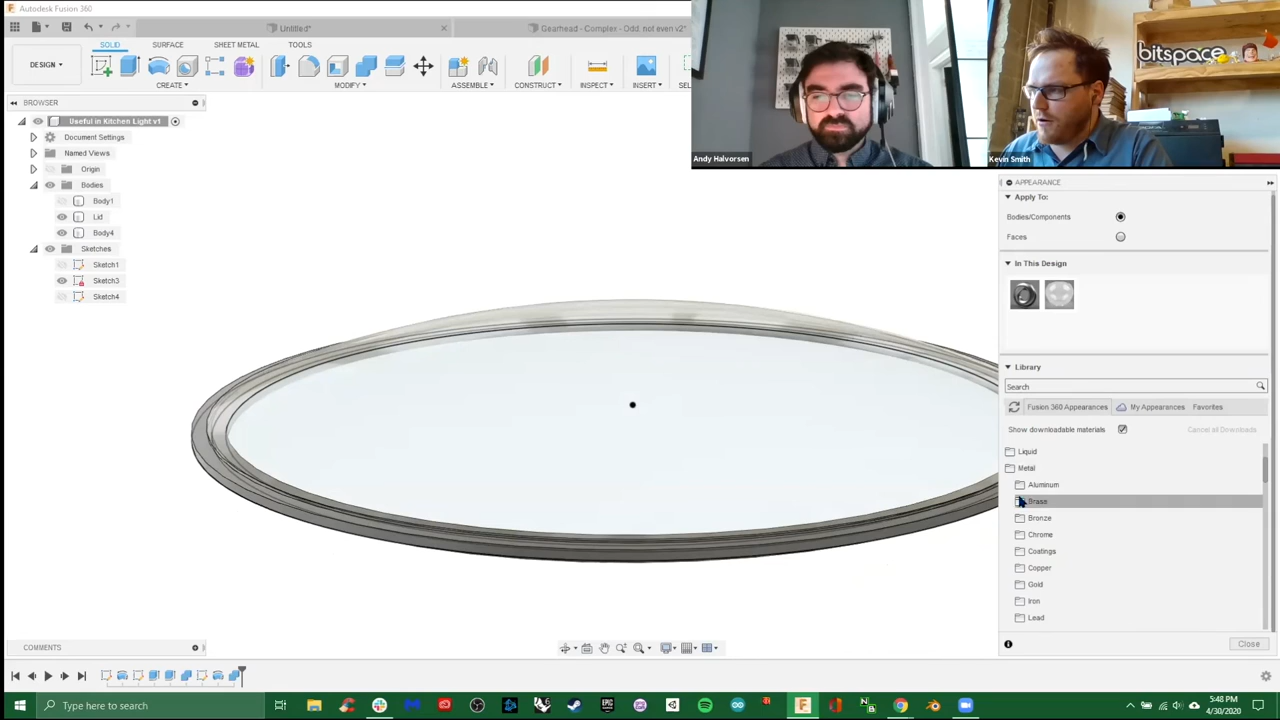 Autodesk Fusion 360
Untitled*
Gearhead - Complex - Odd: not even v2*
SOLID
SURFACE
SHEET METAL
TOOLS
DESIGN
CREATE
MODIFY
ASSEMBLE
CONSTRUCT
INSPECT
INSERT
BROWSER
Useful in Kitchen Light v1
Document Settings
Named Views
Origin
Bodies
Body1
Lid
Body4
Sketches
Sketch1
Sketch3
Sketch4
bitspace
Andy Halvorsen
Kevin Smith
APPEARANCE
Apply To:
Bodies/Components
Faces
In This Design
Library
Search
Fusion 360 Appearances
My Appearances
Favorites
Show downloadable materials
Cancel all Downloads
Liquid
Metal
Aluminum
Brass
Bronze
Chrome
Coatings
Copper
Gold
Iron
Lead
Close
COMMENTS
Type here to search
5:48 PM
4/30/2020